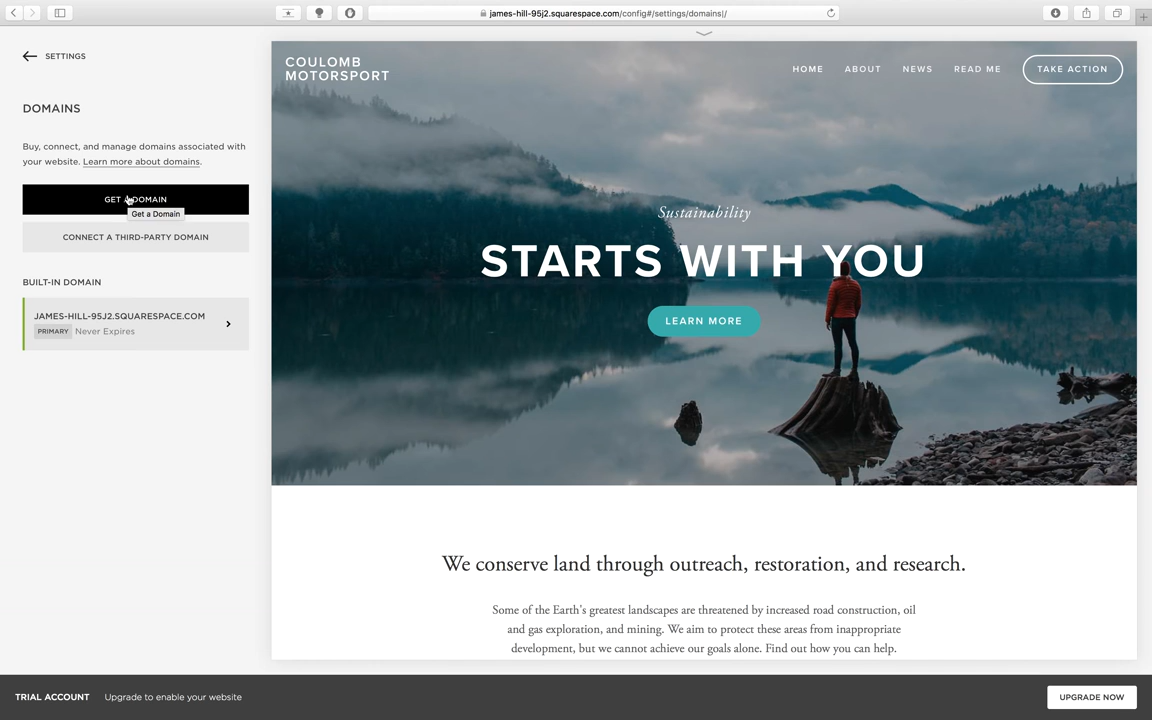 james-hill-95j2.squarespace.com/config#/settings/domains|/
SETTINGS
DOMAINS
Buy, connect, and manage domains associated with
your website. Learn more about domains.
GET A DOMAIN
Get a Domain
CONNECT A THIRD-PARTY DOMAIN
BUILT-IN DOMAIN
JAMES-HILL-95J2.SQUARESPACE.COM
PRIMARY Never Expires
COULOMB
MOTORSPORT
HOME ABOUT NEWS READ ME TAKE ACTION
Sustainability
STARTS WITH YOU
LEARN MORE
We conserve land through outreach, restoration, and research.
Some of the Earth's greatest landscapes are threatened by increased road construction, oil
and gas exploration, and mining. We aim to protect these areas from inappropriate
development, but we cannot achieve our goals alone. Find out how you can help.
TRIAL ACCOUNT Upgrade to enable your website
UPGRADE NOW